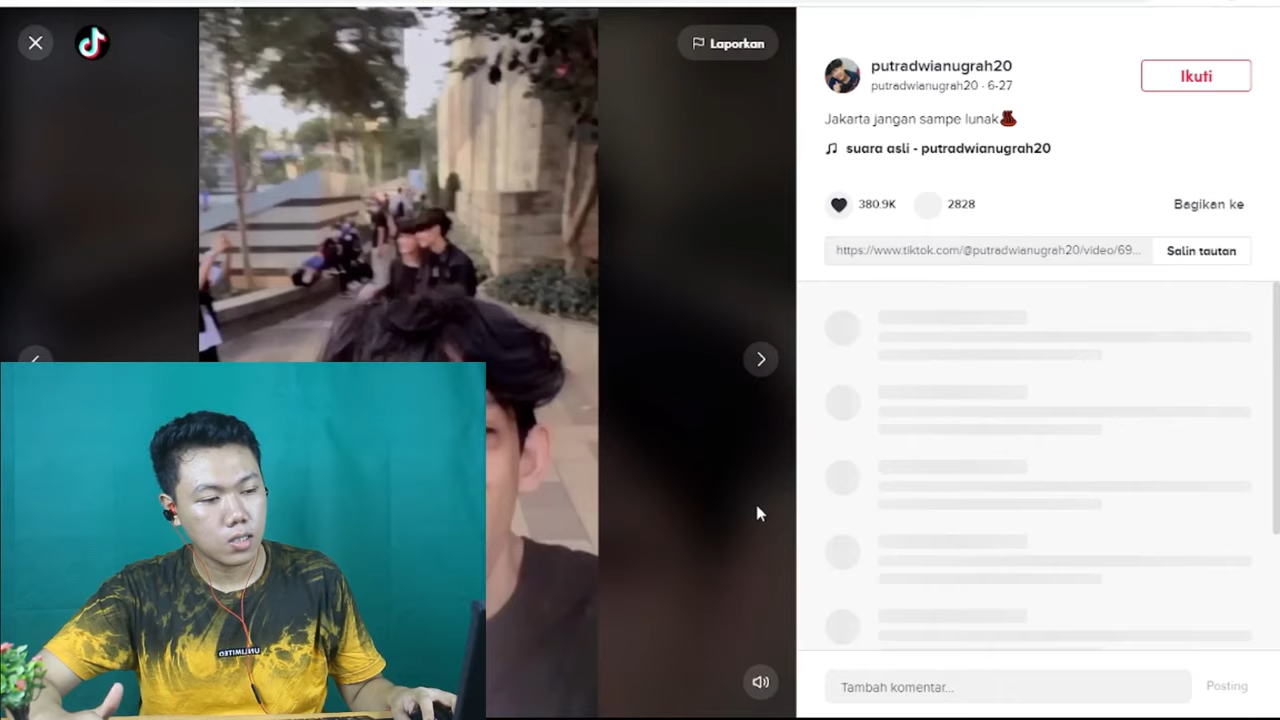 Laporkan
putradwianugrah20
putradwianugrah20 · 6-27
Ikuti
Jakarta jangan sampe lunak
suara asli - putradwianugrah20
380.9K
2828
Bagikan ke
https://www.tiktok.com/@putradwianugrah20/video/69...
Salin tautan
UNLIMITED
Tambah komentar...
Posting